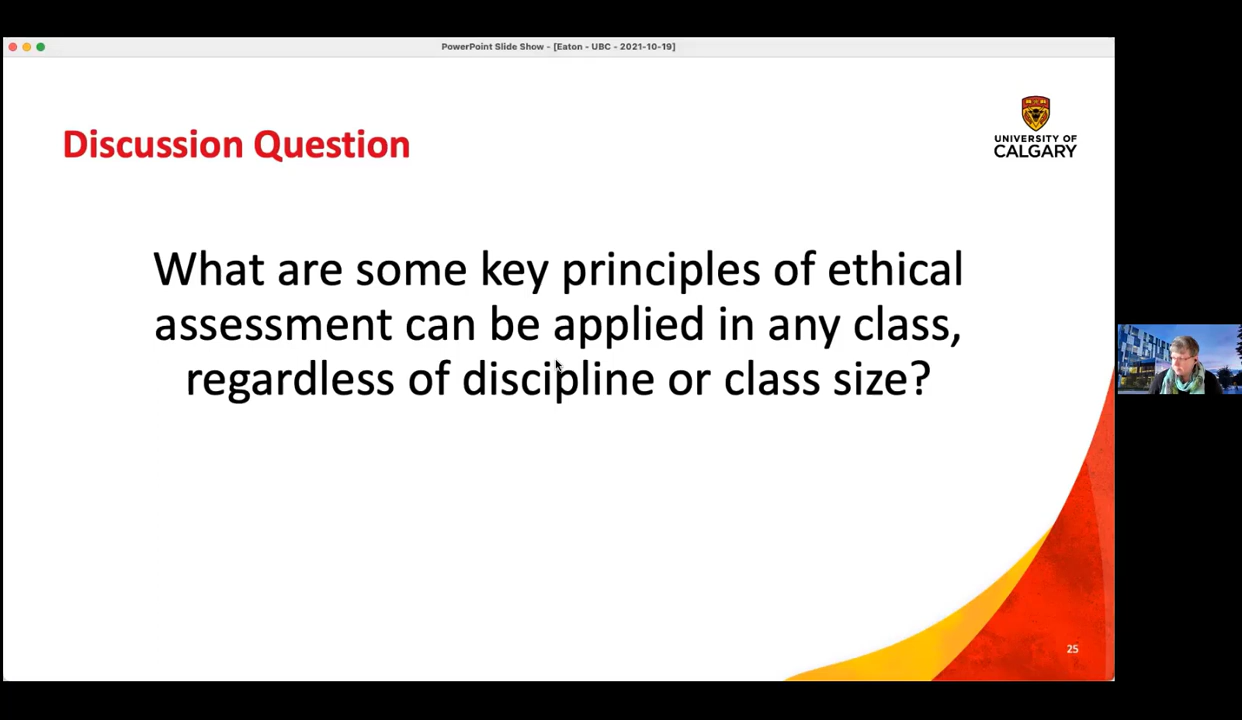 PowerPoint Slide Show - [Eaton - UBC - 2021-10-19]
Discussion Question
UNIVERSITY OF
CALGARY
What are some key principles of ethical
assessment can be applied in any class,
regardless of discipline or class size?
25